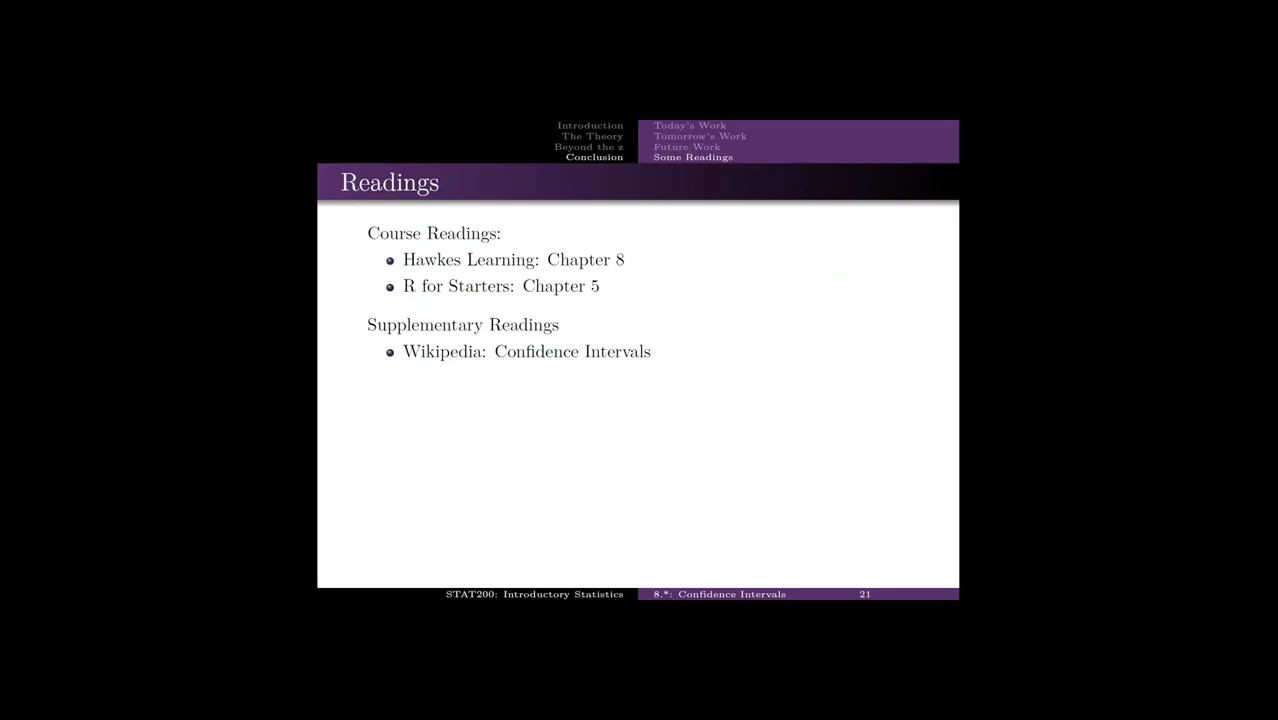 Introduction
The Theory
Beyond the z
Conclusion
Today's Work
Tomorrow's Work
Future Work
Some Readings
Readings
Course Readings:
Hawkes Learning: Chapter 8
R for Starters: Chapter 5
Supplementary Readings
Wikipedia: Confidence Intervals
STAT200: Introductory Statistics
8.*: Confidence Intervals
21